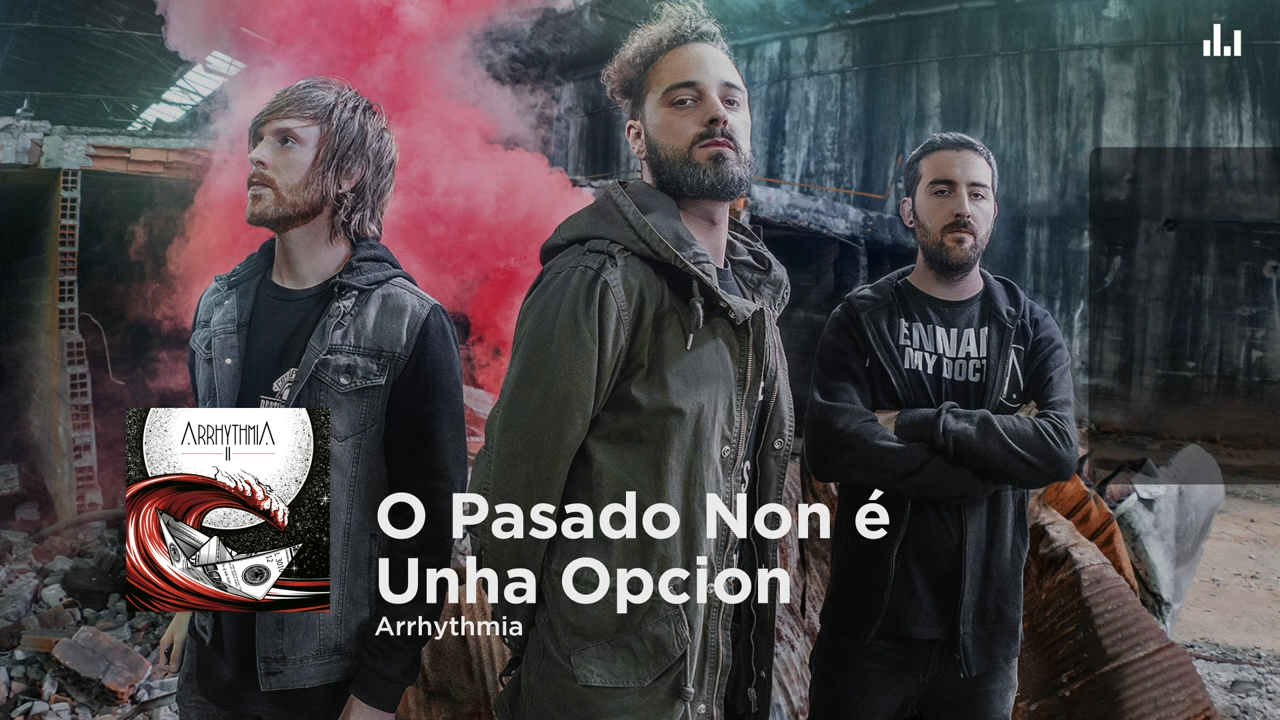 ENNAI
MY DOCT
ARRHYTHMIA
II
O Pasado Non é
Unha Opcion
Arrhythmia